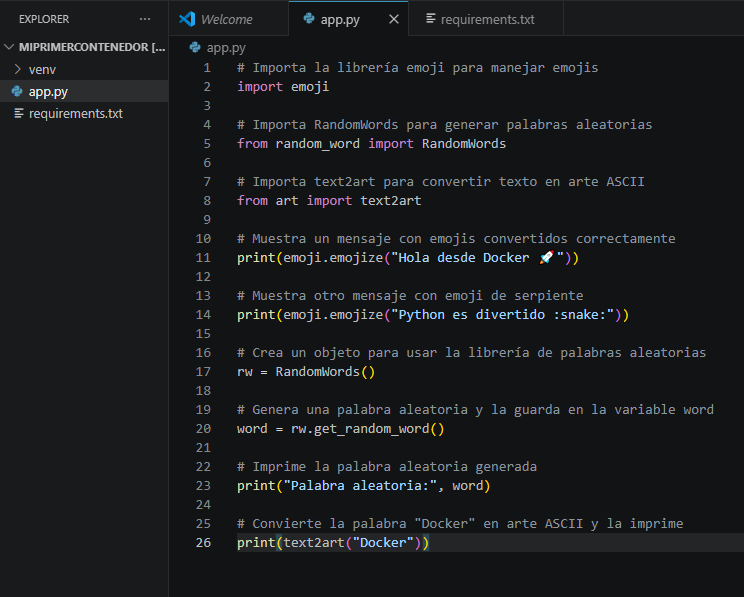 EXPLORER ...
MIPRIMERCONTENEDOR [...
venv
app.py
requirements.txt
Welcome app.py requirements.txt
app.py
1 # Importa la librería emoji para manejar emojis
2 import emoji
3
4 # Importa RandomWords para generar palabras aleatorias
5 from random_word import RandomWords
6
7 # Importa text2art para convertir texto en arte ASCII
8 from art import text2art
9
10 # Muestra un mensaje con emojis convertidos correctamente
11 print(emoji.emojize("Hola desde Docker 🚀"))
12
13 # Muestra otro mensaje con emoji de serpiente
14 print(emoji.emojize("Python es divertido :snake:"))
15
16 # Crea un objeto para usar la librería de palabras aleatorias
17 rw = RandomWords()
18
19 # Genera una palabra aleatoria y la guarda en la variable word
20 word = rw.get_random_word()
21
22 # Imprime la palabra aleatoria generada
23 print("Palabra aleatoria:", word)
24
25 # Convierte la palabra "Docker" en arte ASCII y la imprime
26 print(text2art("Docker"))